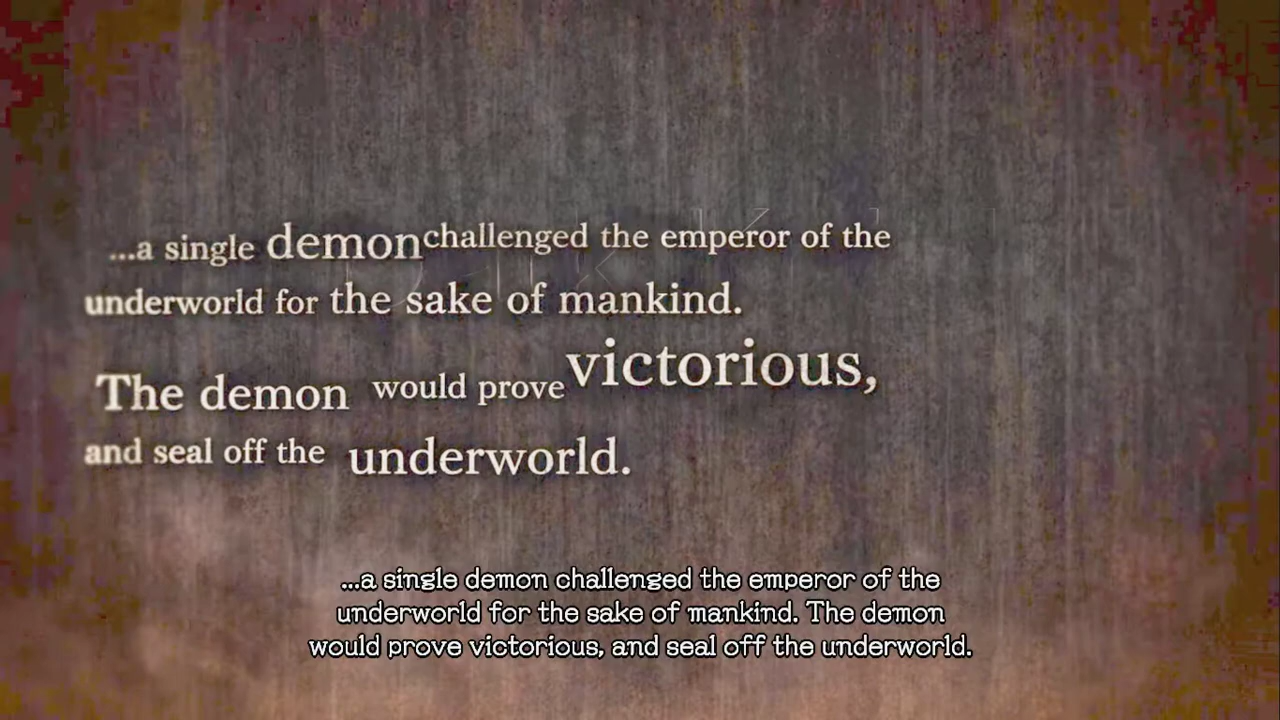 ...a single demon challenged the emperor of the
underworld for the sake of mankind.
The demon would prove victorious,
and seal off the underworld.
...a single demon challenged the emperor of the
underworld for the sake of mankind. The demon
would prove victorious, and seal off the underworld.